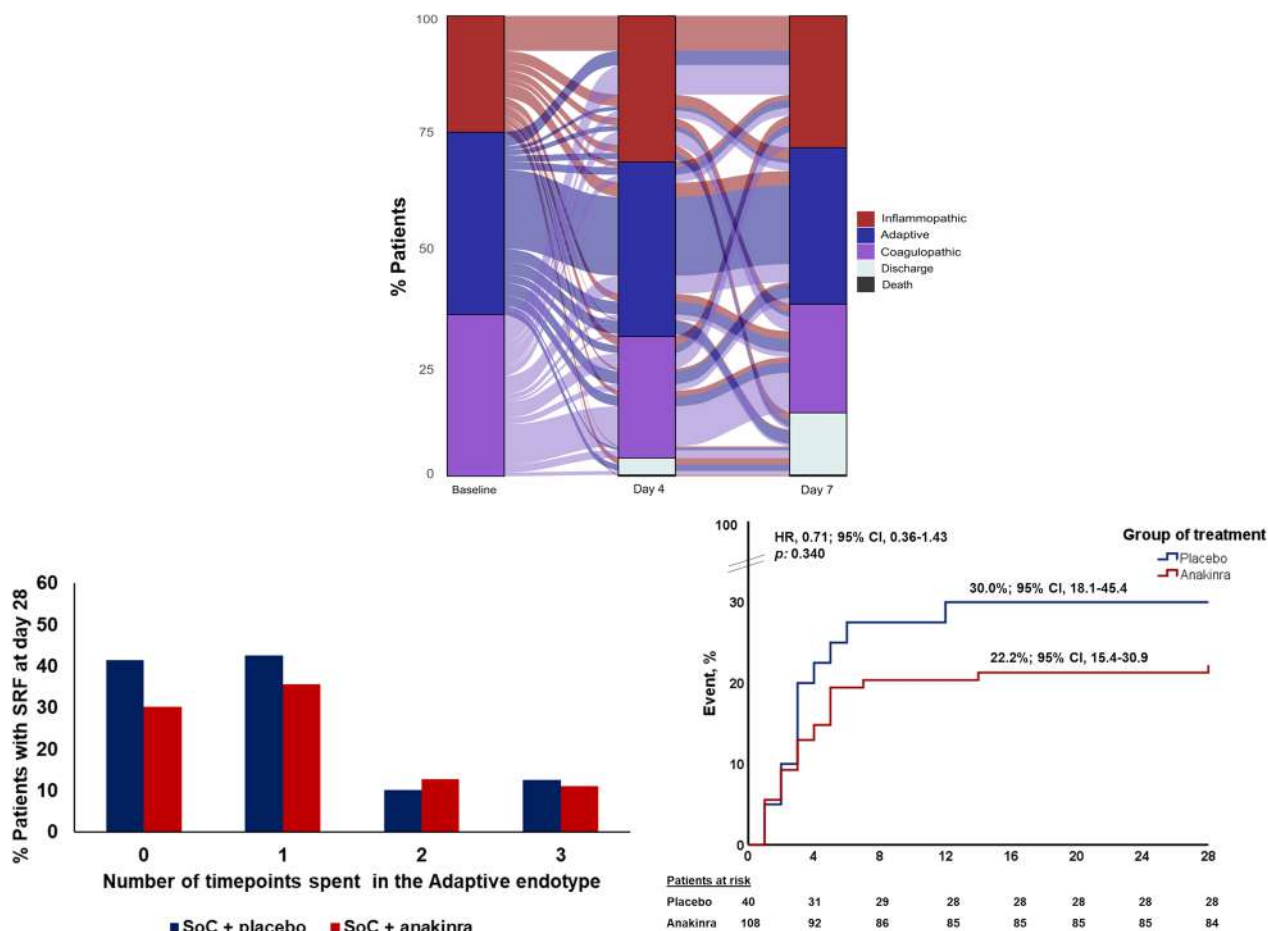 100
75
50
25
0
% Patients
Baseline
Day 4
Day 7
Inflammopathic
Adaptive
Coagulopathic
Discharge
Death
60
50
40
30
20
10
0
% Patients with SRF at day 28
0 1 2 3
Number of timepoints spent in the Adaptive endotype
SoC + placebo SoC + anakinra
100
30
20
10
0
Event, %
HR, 0.71; 95% CI, 0.36-1.43
p: 0.340
Group of treatment
Placebo
Anakinra
30.0%; 95% CI, 18.1-45.4
22.2%; 95% CI, 15.4-30.9
0 4 8 12 16 20 24 28
Patients at risk
Placebo 40 31 29 28 28 28 28 28
Anakinra 108 92 86 85 85 85 85 84